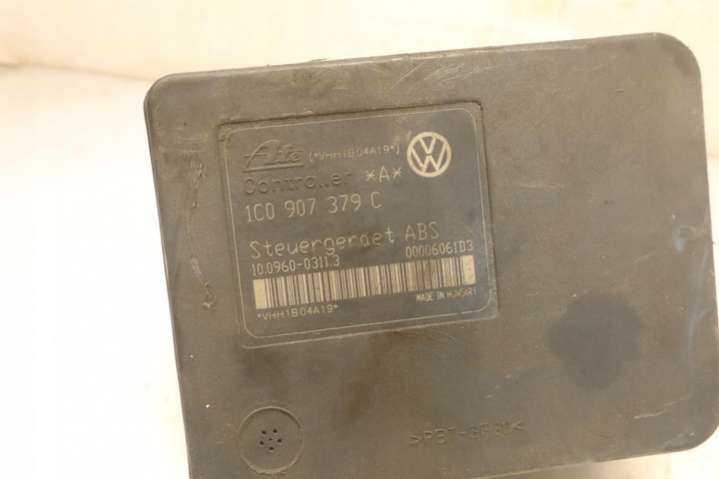 Ate (*VHH1B04A19*)
Controller *A*
1C0 907 379 C
Steuergeraet ABS
10.0960-0311.3 00006061D3
*VHH1B04A19* MADE IN HUNGARY